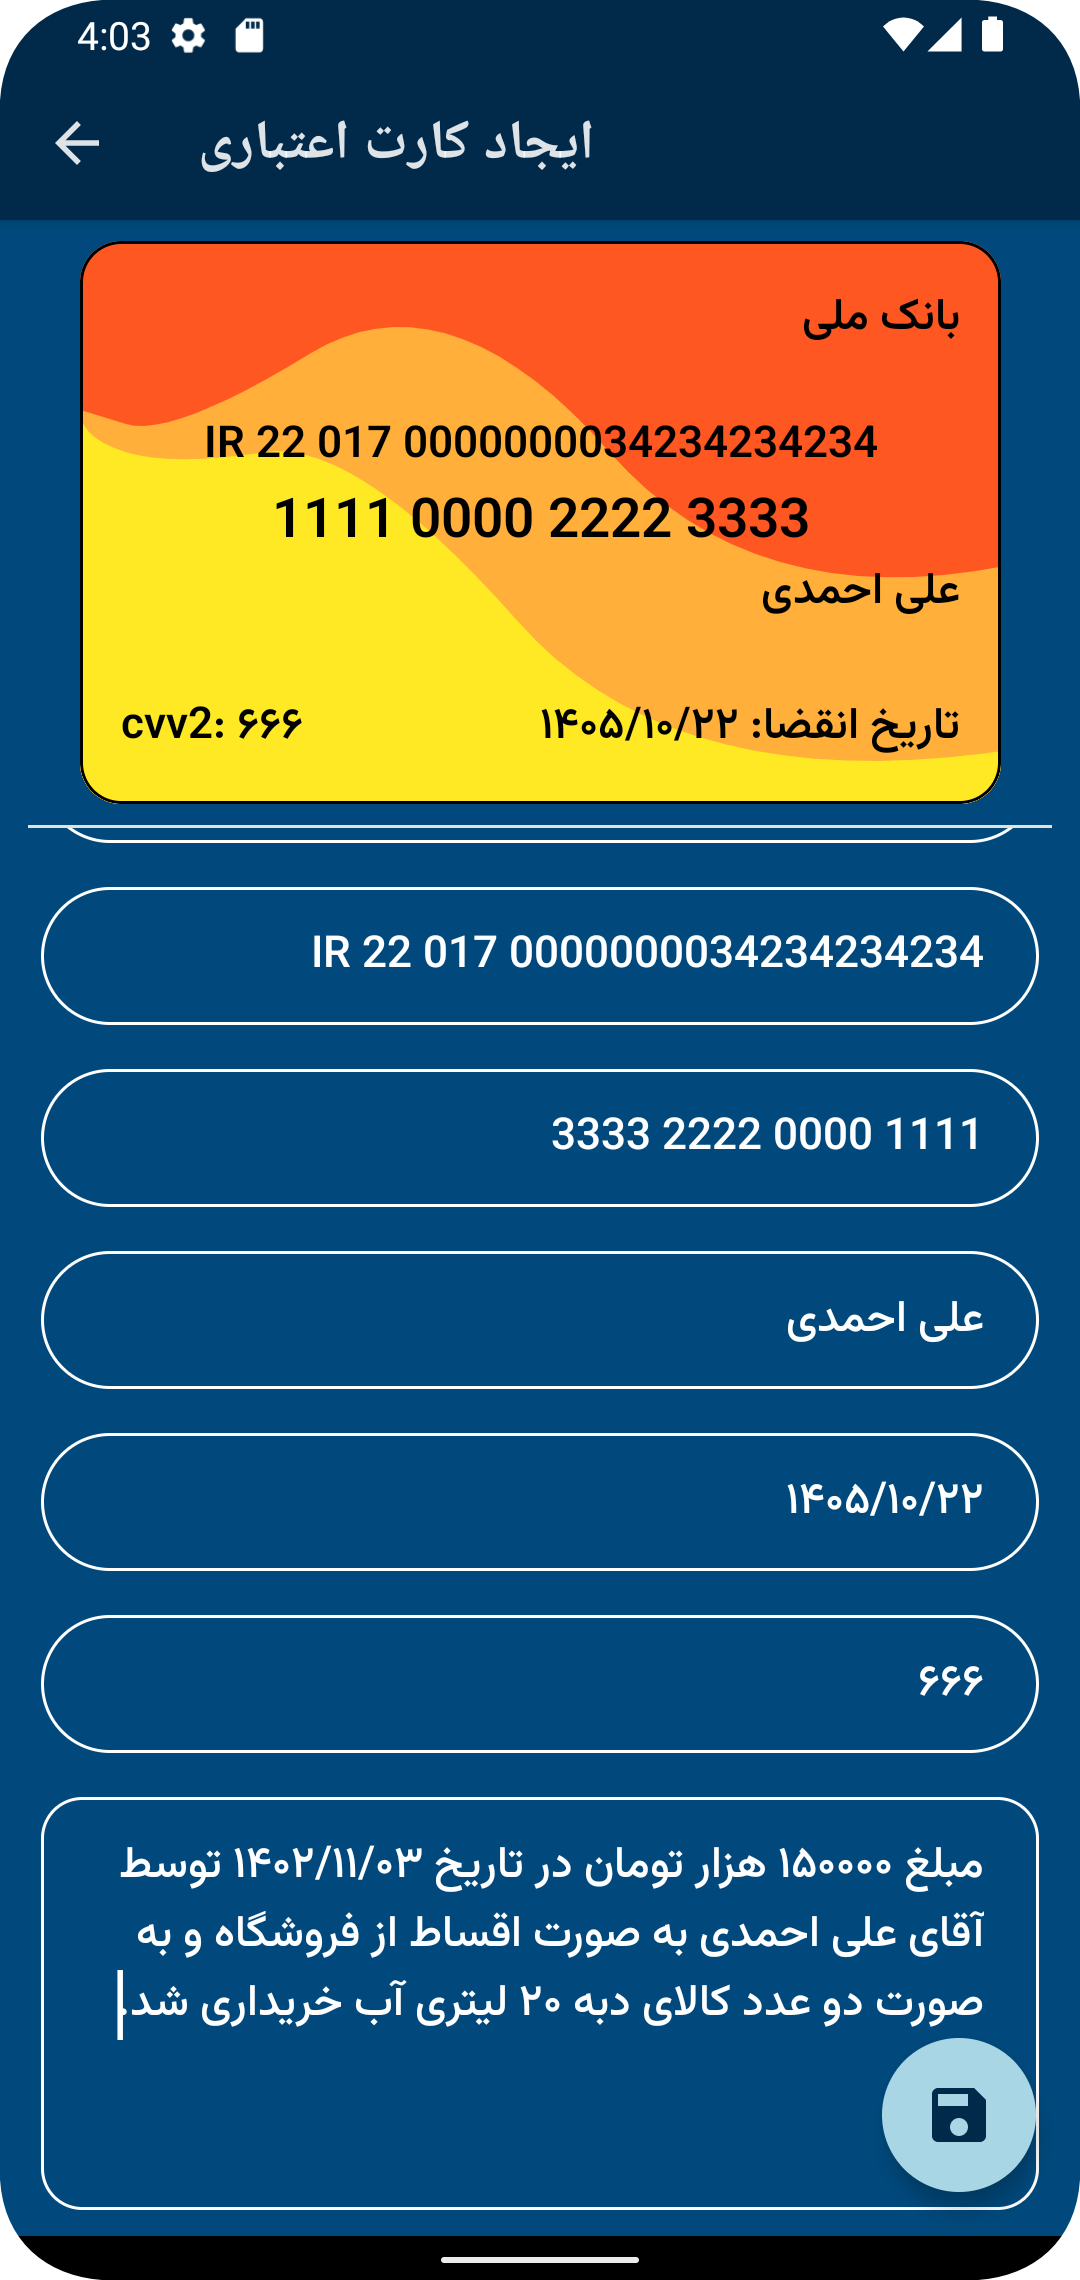 4:03
ایجاد کارت اعتباری
بانک ملی
IR 22 017 0000000034234234234
1111 0000 2222 3333
علی احمدی
تاریخ انقضا: ۱۴۰۵/۱۰/۲۲
cvv2: ۶۶۶
IR 22 017 0000000034234234234
3333 2222 0000 1111
علی احمدی
۱۴۰۵/۱۰/۲۲
۶۶۶
مبلغ ۱۵۰۰۰۰ هزار تومان در تاریخ ۱۴۰۲/۱۱/۰۳ توسط
آقای علی احمدی به صورت اقساط از فروشگاه و به
صورت دو عدد کالای دبه ۲۰ لیتری آب خریداری شد.